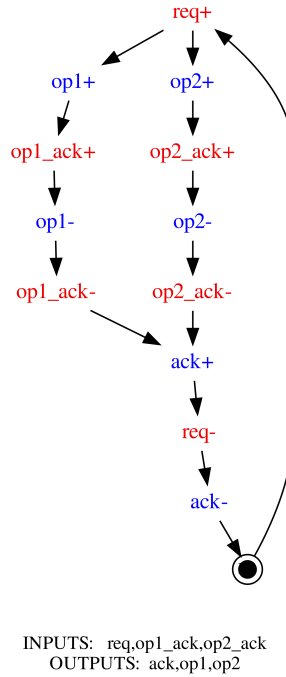 req+
op1+ op2+
op1_ack+ op2_ack+
op1- op2-
op1_ack- op2_ack-
ack+
req-
ack-
INPUTS: req,op1_ack,op2_ack
OUTPUTS: ack,op1,op2